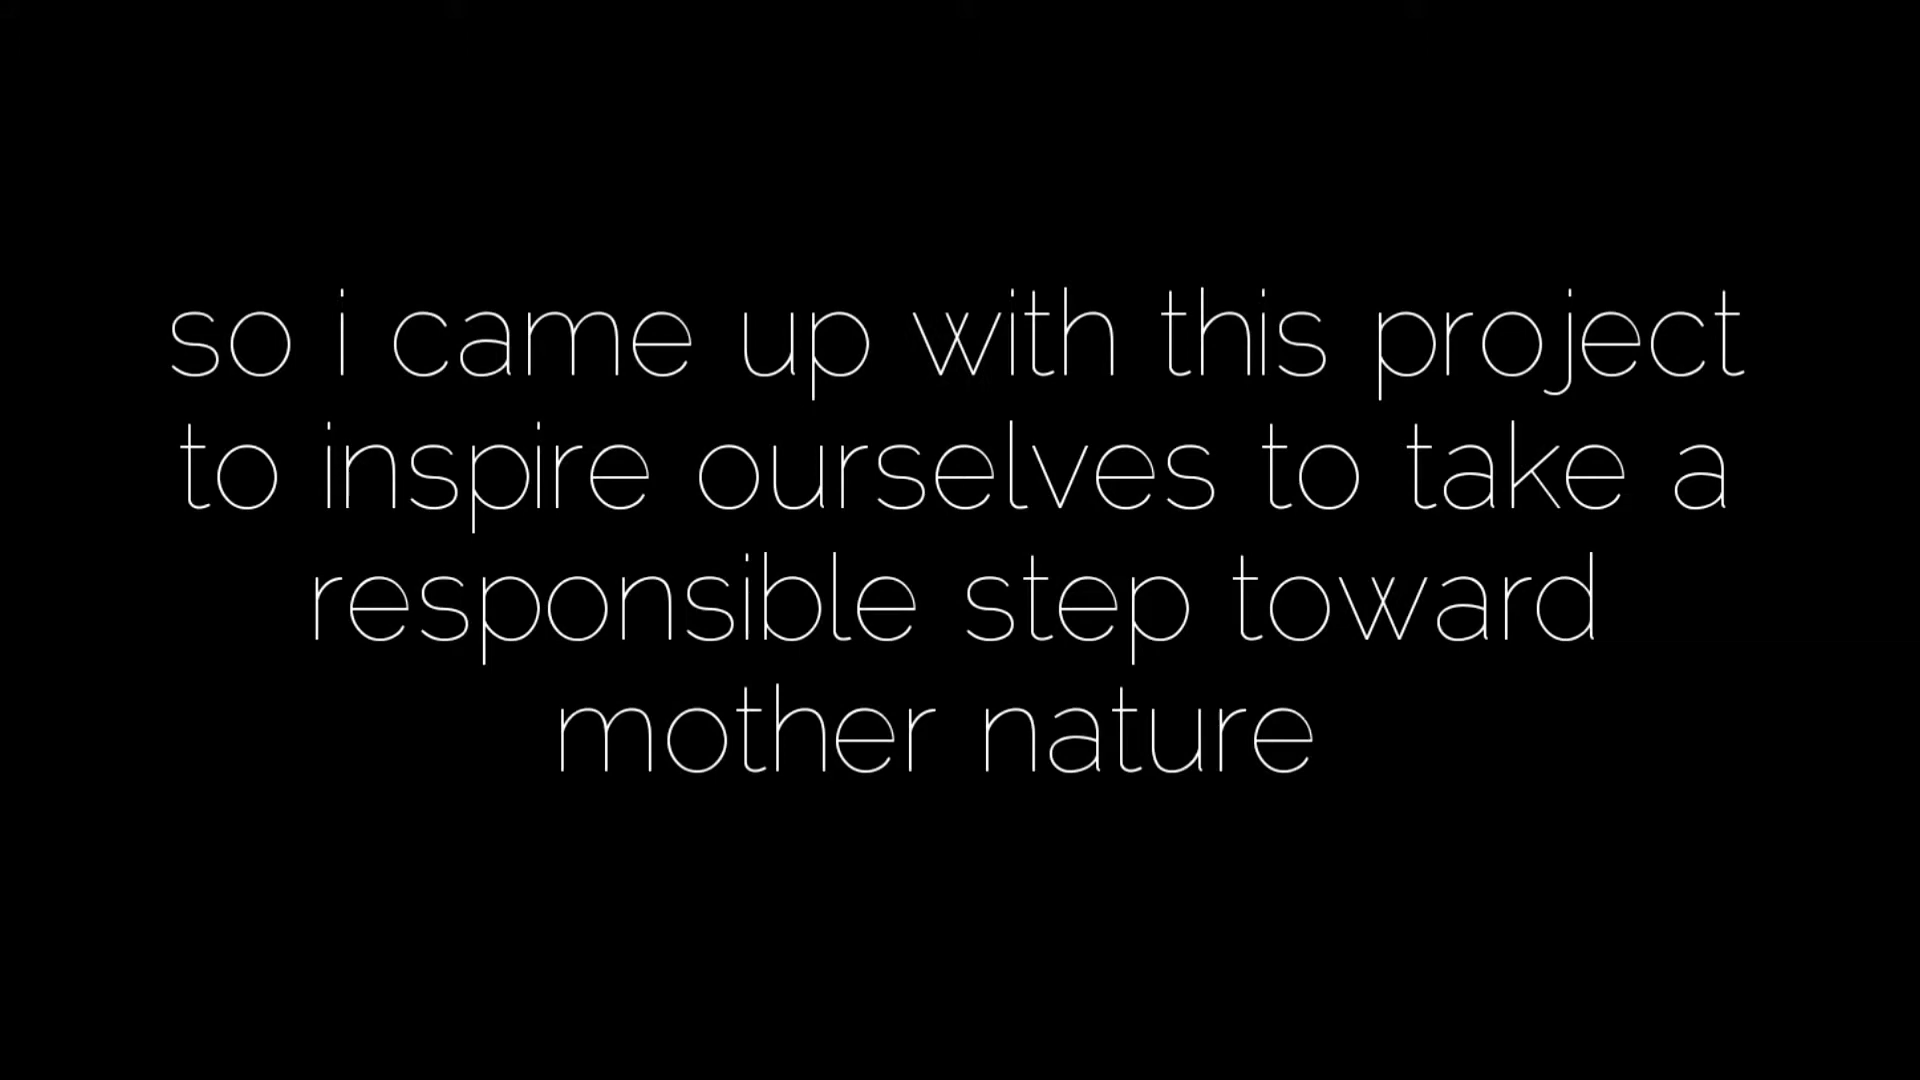 so i came up with this project
to inspire ourselves to take a
responsible step toward
mother nature